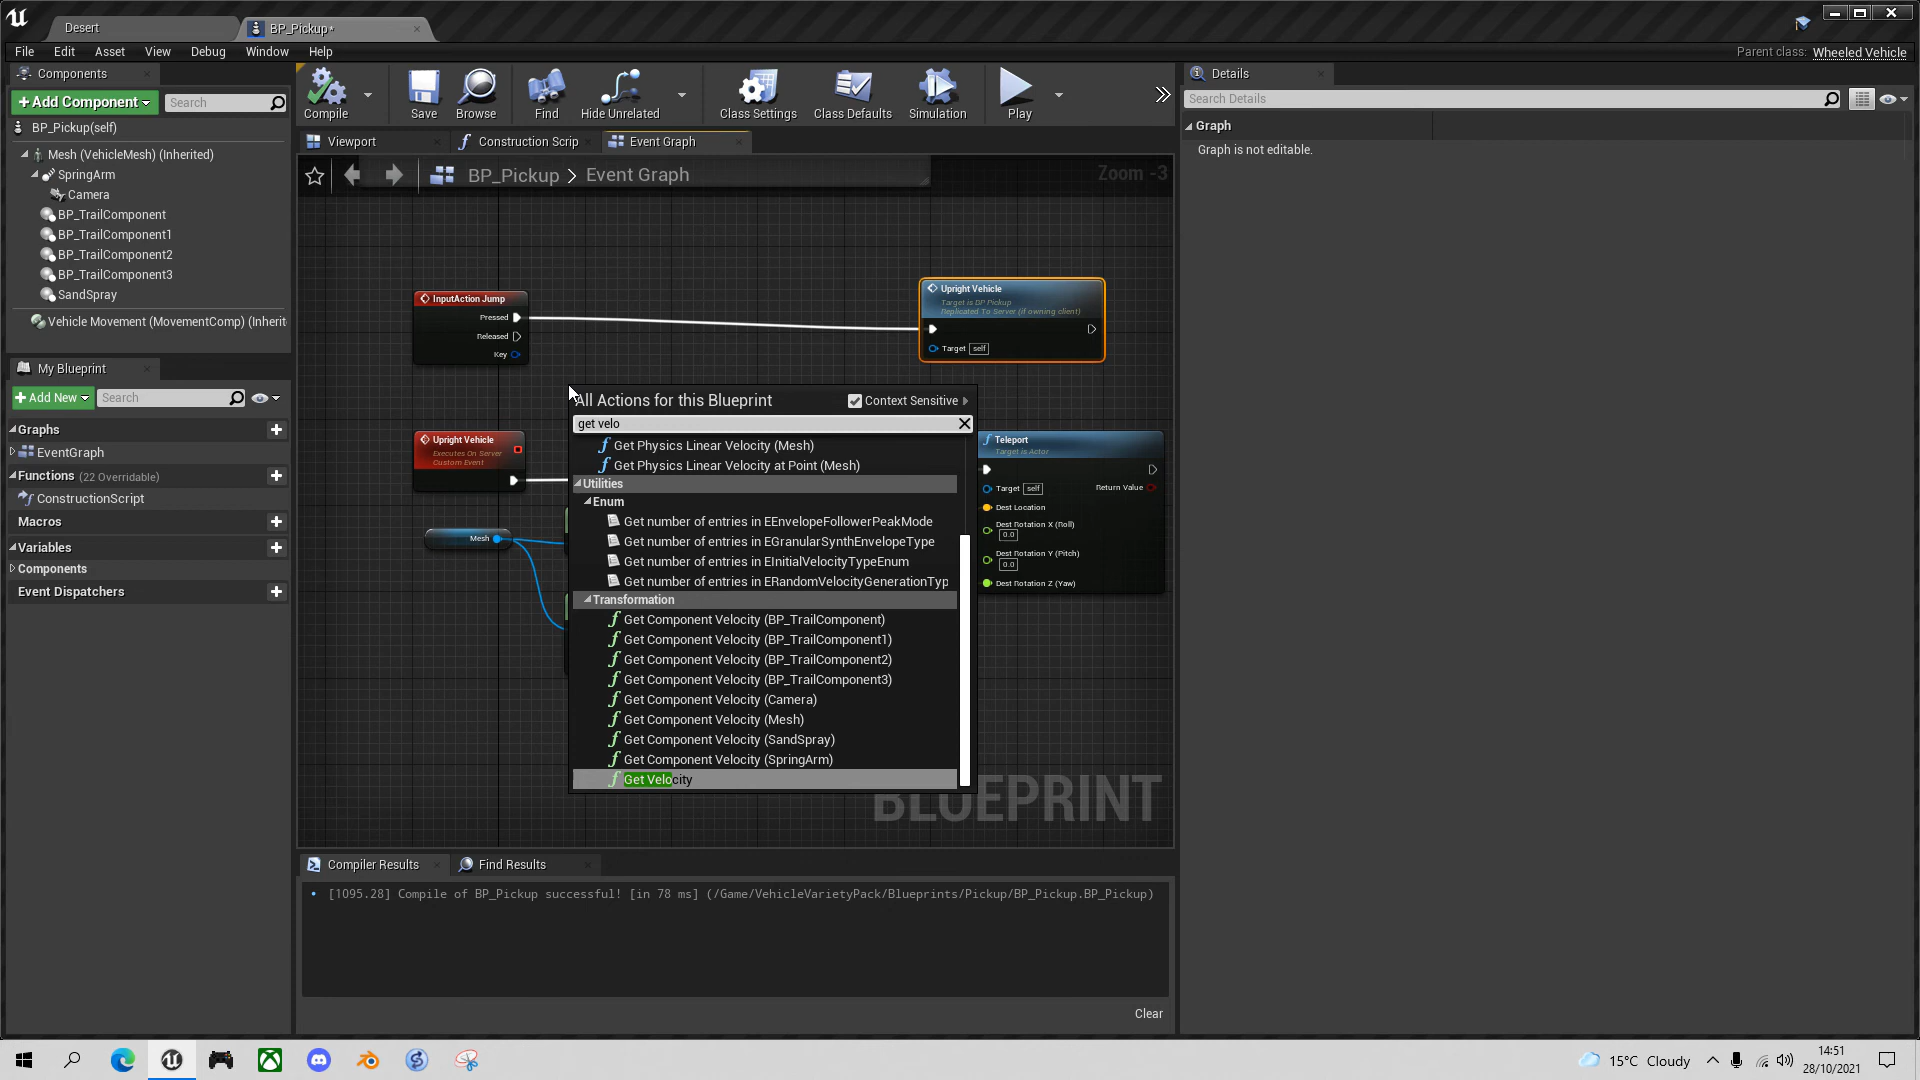 Desert
BP_Pickup*
File Edit Asset View Debug Window Help
Parent class: Wheeled Vehicle
Components
Add Component
Search
BP_Pickup(self)
Mesh (VehicleMesh) (Inherited)
SpringArm
Camera
BP_TrailComponent
BP_TrailComponent1
BP_TrailComponent2
BP_TrailComponent3
SandSpray
Vehicle Movement (MovementComp) (Inherit
My Blueprint
Add New
Search
Graphs
EventGraph
Functions (22 Overridable)
ConstructionScript
Macros
Variables
Components
Event Dispatchers
Compile
Save
Browse
Find
Hide Unrelated
Class Settings
Class Defaults
Simulation
Play
Viewport
Construction Scrip
Event Graph
BP_Pickup > Event Graph
Zoom -3
InputAction Jump
Pressed
Released
Key
Upright Vehicle
Target is BP Pickup
Replicated To Server (if owning client)
Target self
Upright Vehicle
Executes On Server
Custom Event
Mesh
All Actions for this Blueprint
Context Sensitive
get velo
Get Physics Linear Velocity (Mesh)
Get Physics Linear Velocity at Point (Mesh)
Utilities
Enum
Get number of entries in EEnvelopeFollowerPeakMode
Get number of entries in EGranularSynthEnvelopeType
Get number of entries in EInitialVelocityTypeEnum
Get number of entries in ERandomVelocityGenerationTyp
Transformation
Get Component Velocity (BP_TrailComponent)
Get Component Velocity (BP_TrailComponent1)
Get Component Velocity (BP_TrailComponent2)
Get Component Velocity (BP_TrailComponent3)
Get Component Velocity (Camera)
Get Component Velocity (Mesh)
Get Component Velocity (SandSpray)
Get Component Velocity (SpringArm)
Get Velocity
Teleport
Target is Actor
Target self
Return Value
Dest Location
Dest Rotation X (Roll)
0.0
Dest Rotation Y (Pitch)
0.0
Dest Rotation Z (Yaw)
BLUEPRINT
Compiler Results
Find Results
[1095.28] Compile of BP_Pickup successful! [in 78 ms] (/Game/VehicleVarietyPack/Blueprints/Pickup/BP_Pickup.BP_Pickup)
Clear
Details
Search Details
Graph
Graph is not editable.
15°C Cloudy
14:51
28/10/2021